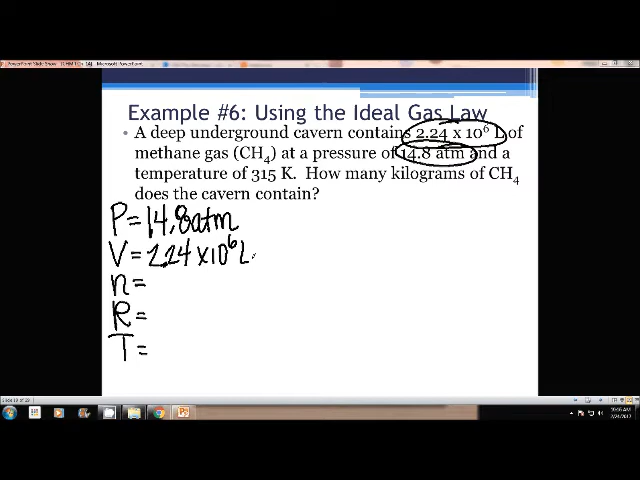 Example #6: Using the Ideal Gas Law
• A deep underground cavern contains 2.24 x 10⁶ L of
methane gas (CH₄) at a pressure of 14.8 atm and a
temperature of 315 K. How many kilograms of CH₄
does the cavern contain?
P = 14.8 atm
V = 2.24 x 10⁶ L
n =
R =
T =